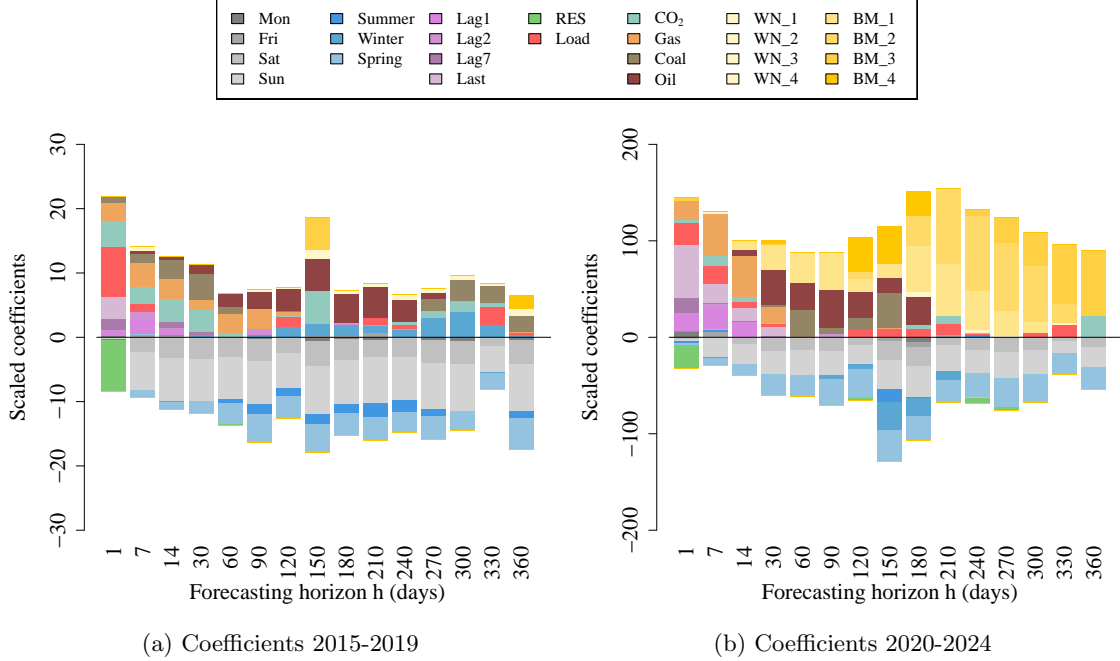 Mon Summer Lag1 RES CO₂ WN_1 BM_1
Fri Winter Lag2 Load Gas WN_2 BM_2
Sat Spring Lag7 Coal WN_3 BM_3
Sun Last Oil WN_4 BM_4
Scaled coefficients
30
20
10
0
−10
−20
−30
1 7 14 30 60 90 120 150 180 210 240 270 300 330 360
Forecasting horizon h (days)
(a) Coefficients 2015-2019
Scaled coefficients
200
100
0
−100
−200
1 7 14 30 60 90 120 150 180 210 240 270 300 330 360
Forecasting horizon h (days)
(b) Coefficients 2020-2024